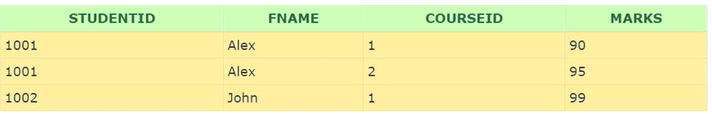 STUDENTID FNAME COURSEID MARKS
1001 Alex 1 90
1001 Alex 2 95
1002 John 1 99